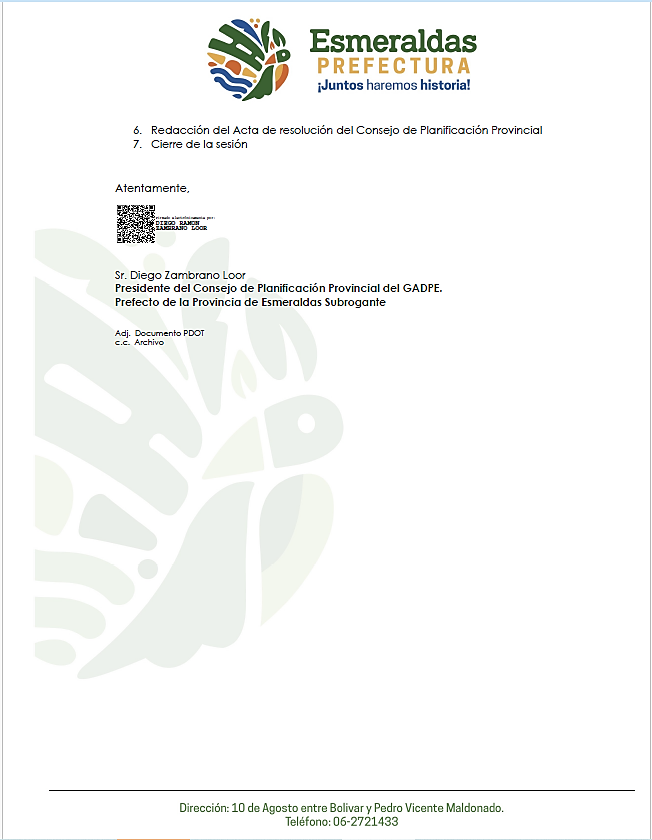 Esmeraldas
PREFECTURA
¡Juntos haremos historia!
6. Redacción del Acta de resolución del Consejo de Planificación Provincial
7. Cierre de la sesión
Atentamente,
Firmado electrónicamente por:
DIEGO RAMON
ZAMBRANO LOOR
Sr. Diego Zambrano Loor
Presidente del Consejo de Planificación Provincial del GADPE.
Prefecto de la Provincia de Esmeraldas Subrogante
Adj. Documento PDOT
c.c. Archivo
Dirección: 10 de Agosto entre Bolivar y Pedro Vicente Maldonado.
Teléfono: 06-2721433